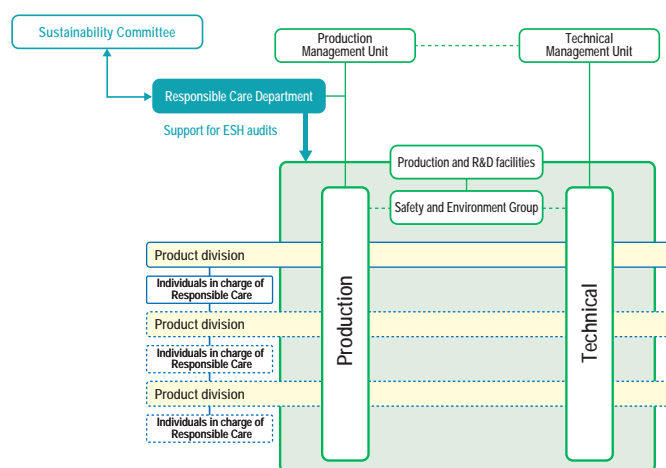 Sustainability Committee
Production
Management Unit
Technical
Management Unit
Responsible Care Department
Support for ESH audits
Production and R&D facilities
Safety and Environment Group
Product division
Individuals in charge of
Responsible Care
Product division
Individuals in charge of
Responsible Care
Product division
Individuals in charge of
Responsible Care
Production
Technical